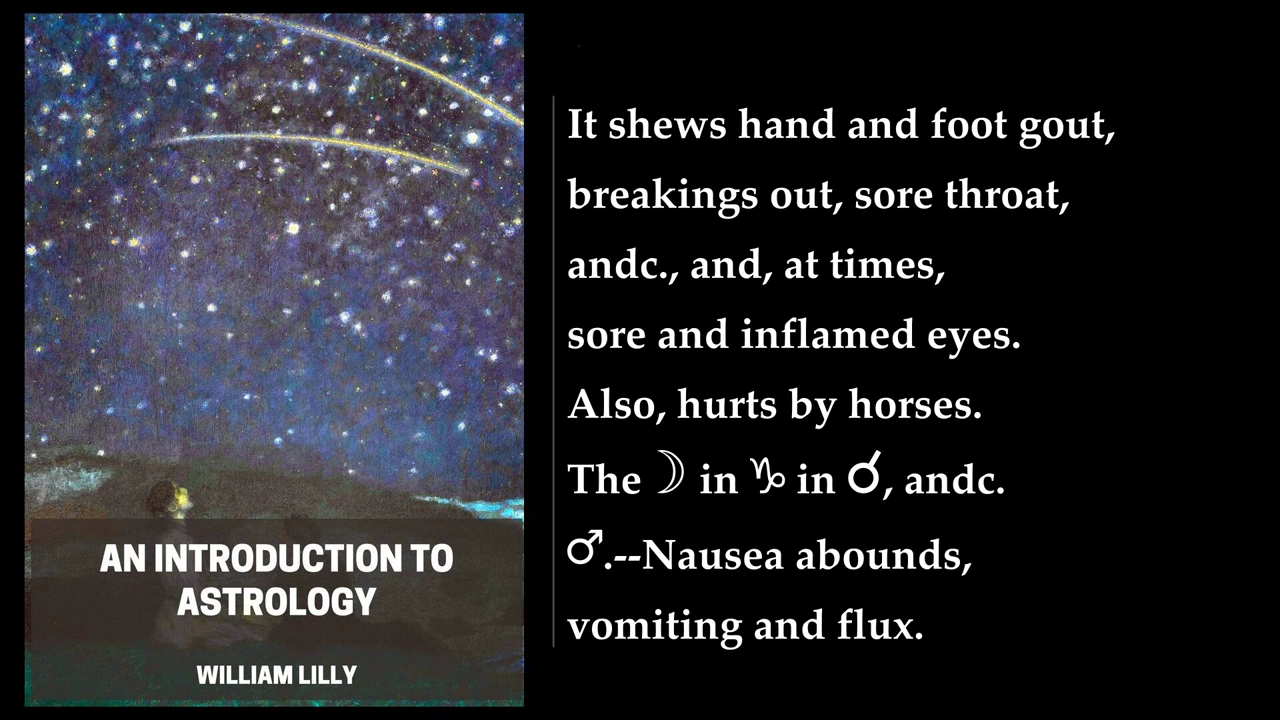 AN INTRODUCTION TO
ASTROLOGY
WILLIAM LILLY
It shews hand and foot gout,
breakings out, sore throat,
andc., and, at times,
sore and inflamed eyes.
Also, hurts by horses.
The ☽ in ♑ in ☌, andc.
♂.--Nausea abounds,
vomiting and flux.